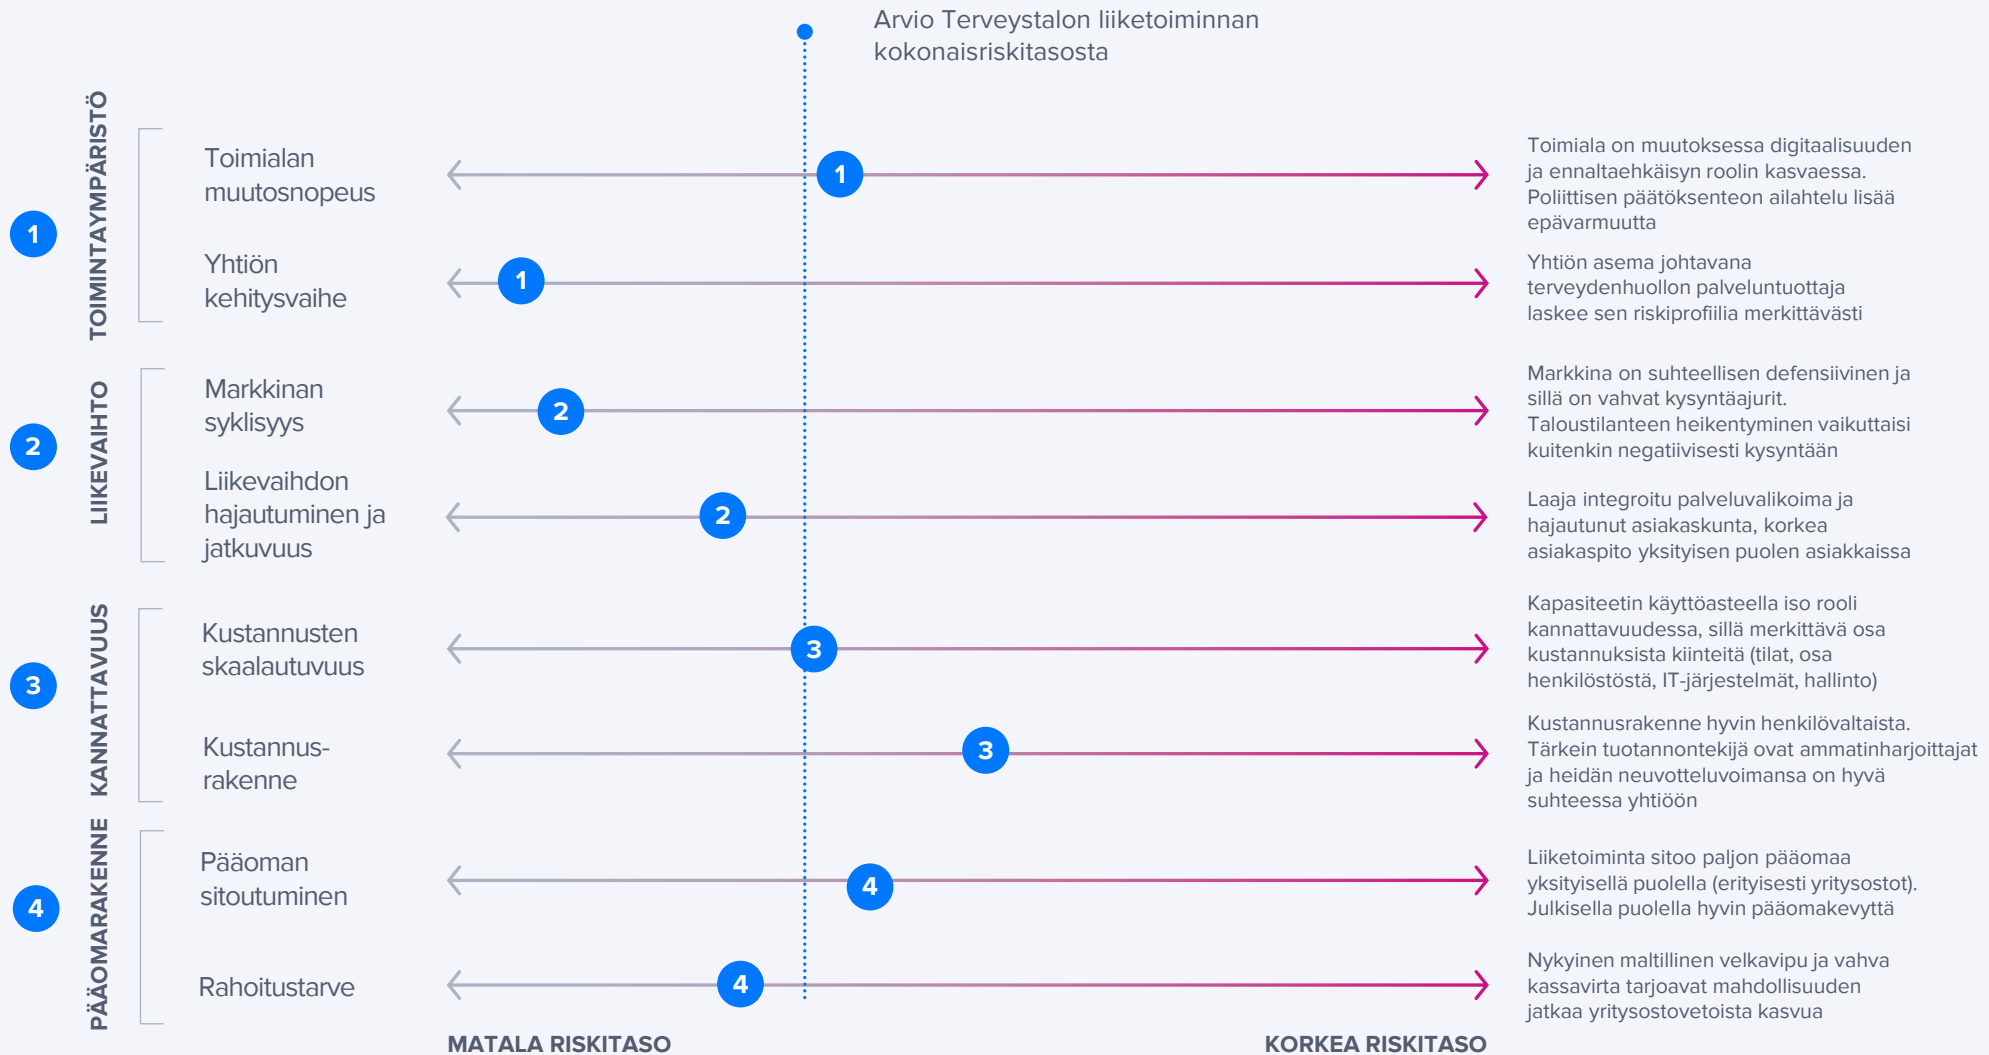 Arvio Terveystalon liiketoiminnan
kokonaisriskitasosta
1
TOIMINTAYMPÄRISTÖ
Toimialan
muutosnopeus
1
Toimiala on muutoksessa digitaalisuuden
ja ennaltaehkäisyn roolin kasvaessa.
Poliittisen päätöksenteon ailahtelu lisää
epävarmuutta
Yhtiön
kehitysvaihe
1
Yhtiön asema johtavana
terveydenhuollon palveluntuottaja
laskee sen riskiprofiilia merkittävästi
2
LIIKEVAIHTO
Markkinan
syklisyys
2
Markkina on suhteellisen defensiivinen ja
sillä on vahvat kysyntäajurit.
Taloustilanteen heikentyminen vaikuttaisi
kuitenkin negatiivisesti kysyntään
Liikevaihdon
hajautuminen ja
jatkuvuus
2
Laaja integroitu palveluvalikoima ja
hajautunut asiakaskunta, korkea
asiakaspito yksityisen puolen asiakkaissa
3
KANNATTAVUUS
Kustannusten
skaalautuvuus
3
Kapasiteetin käyttöasteella iso rooli
kannattavuudessa, sillä merkittävä osa
kustannuksista kiinteitä (tilat, osa
henkilöstöstä, IT-järjestelmät, hallinto)
Kustannus-
rakenne
3
Kustannusrakenne hyvin henkilövaltaista.
Tärkein tuotannontekijä ovat ammatinharjoittajat
ja heidän neuvotteluvoimansa on hyvä
suhteessa yhtiöön
4
PÄÄOMARAKENNE
Pääoman
sitoutuminen
4
Liiketoiminta sitoo paljon pääomaa
yksityisellä puolella (erityisesti yritysostot).
Julkisella puolella hyvin pääomakevyttä
Rahoitustarve
4
Nykyinen maltillinen velkavipu ja vahva
kassavirta tarjoavat mahdollisuuden
jatkaa yritysostovetoista kasvua
MATALA RISKITASO
KORKEA RISKITASO